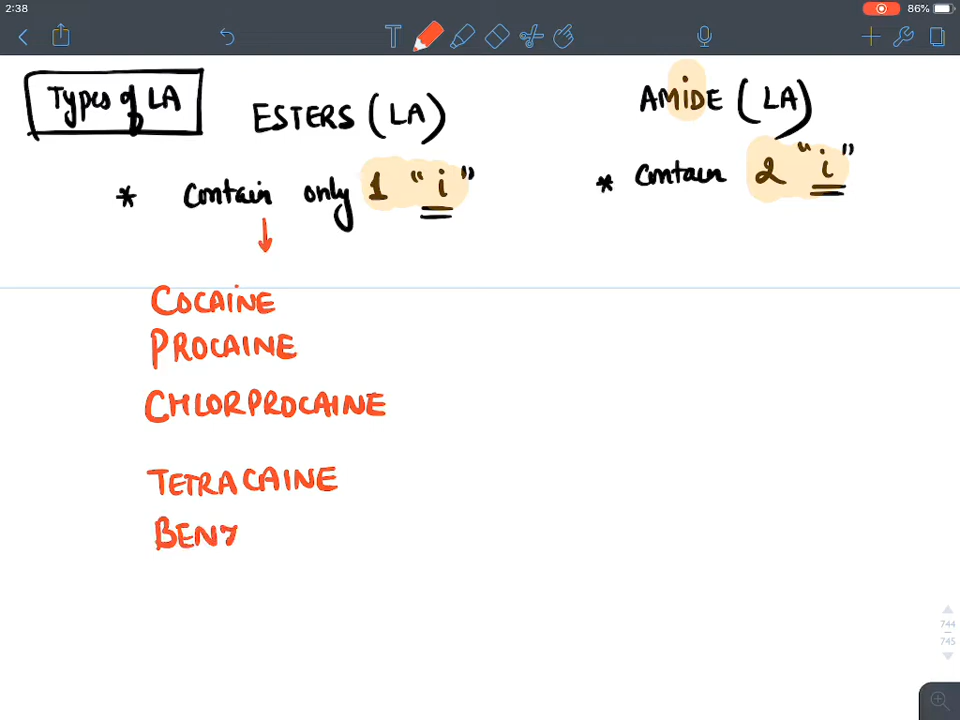 2:38
86%
T
Types of LA
ESTERS (LA)
AMiDE (LA)
* Contain only 1 "i"
* Contain 2 "i"
COCAiNE
PROCAINE
CHLORPROCAINE
TETRACAINE
BENZ
744
745